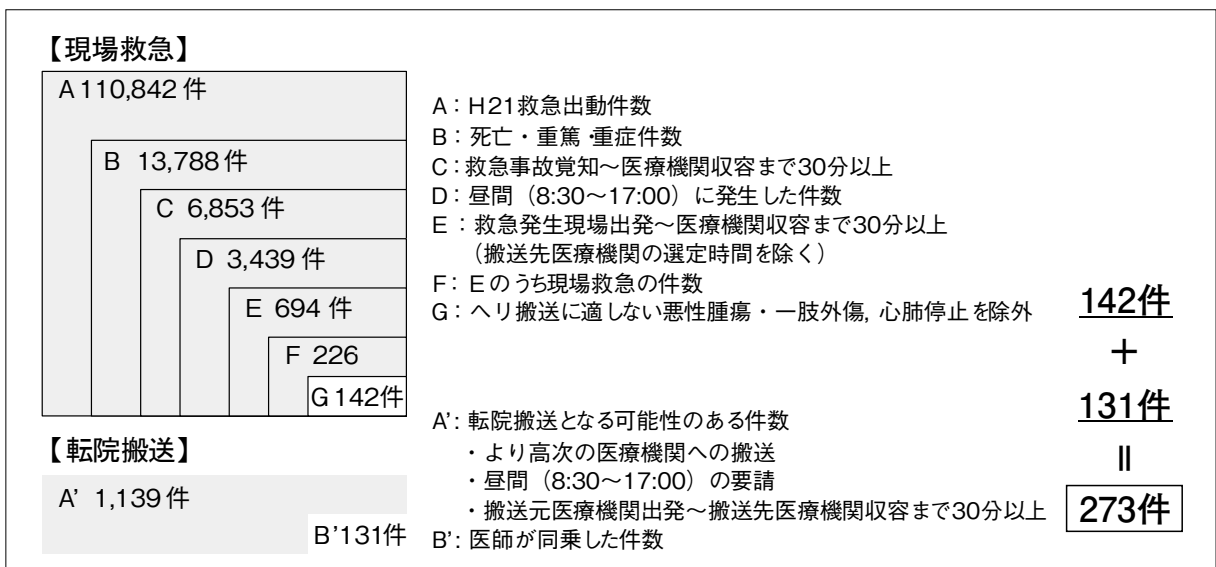 【現場救急】
A 110,842 件
B 13,788 件
C 6,853 件
D 3,439 件
E 694 件
F 226
G 142件
A：H21救急出動件数
B：死亡・重篤・重症件数
C：救急事故覚知～医療機関収容まで30分以上
D：昼間（8:30～17:00）に発生した件数
E：救急発生現場出発～医療機関収容まで30分以上
（搬送先医療機関の選定時間を除く）
F：Eのうち現場救急の件数
G：ヘリ搬送に適しない悪性腫瘍・一肢外傷, 心肺停止を除外
【転院搬送】
A’ 1,139 件
B’131件
A’：転院搬送となる可能性のある件数
・より高次の医療機関への搬送
・昼間（8:30～17:00）の要請
・搬送元医療機関出発～搬送先医療機関収容まで30分以上
B’：医師が同乗した件数
142件
＋
131件
＝
273件